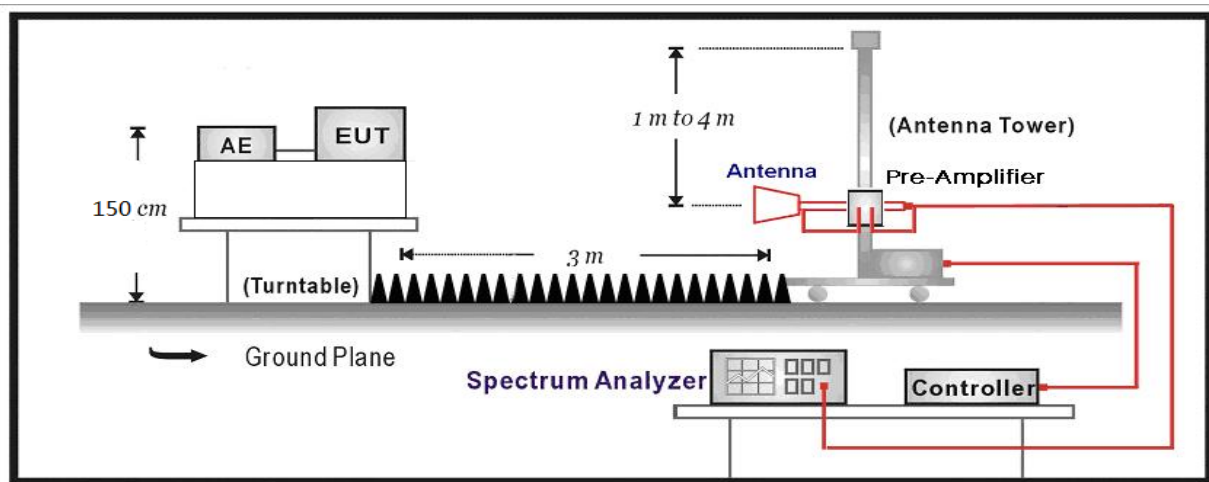 1 m to 4 m
(Antenna Tower)
AE
EUT
Antenna
Pre-Amplifier
150 cm
3 m
(Turntable)
Ground Plane
Spectrum Analyzer
Controller